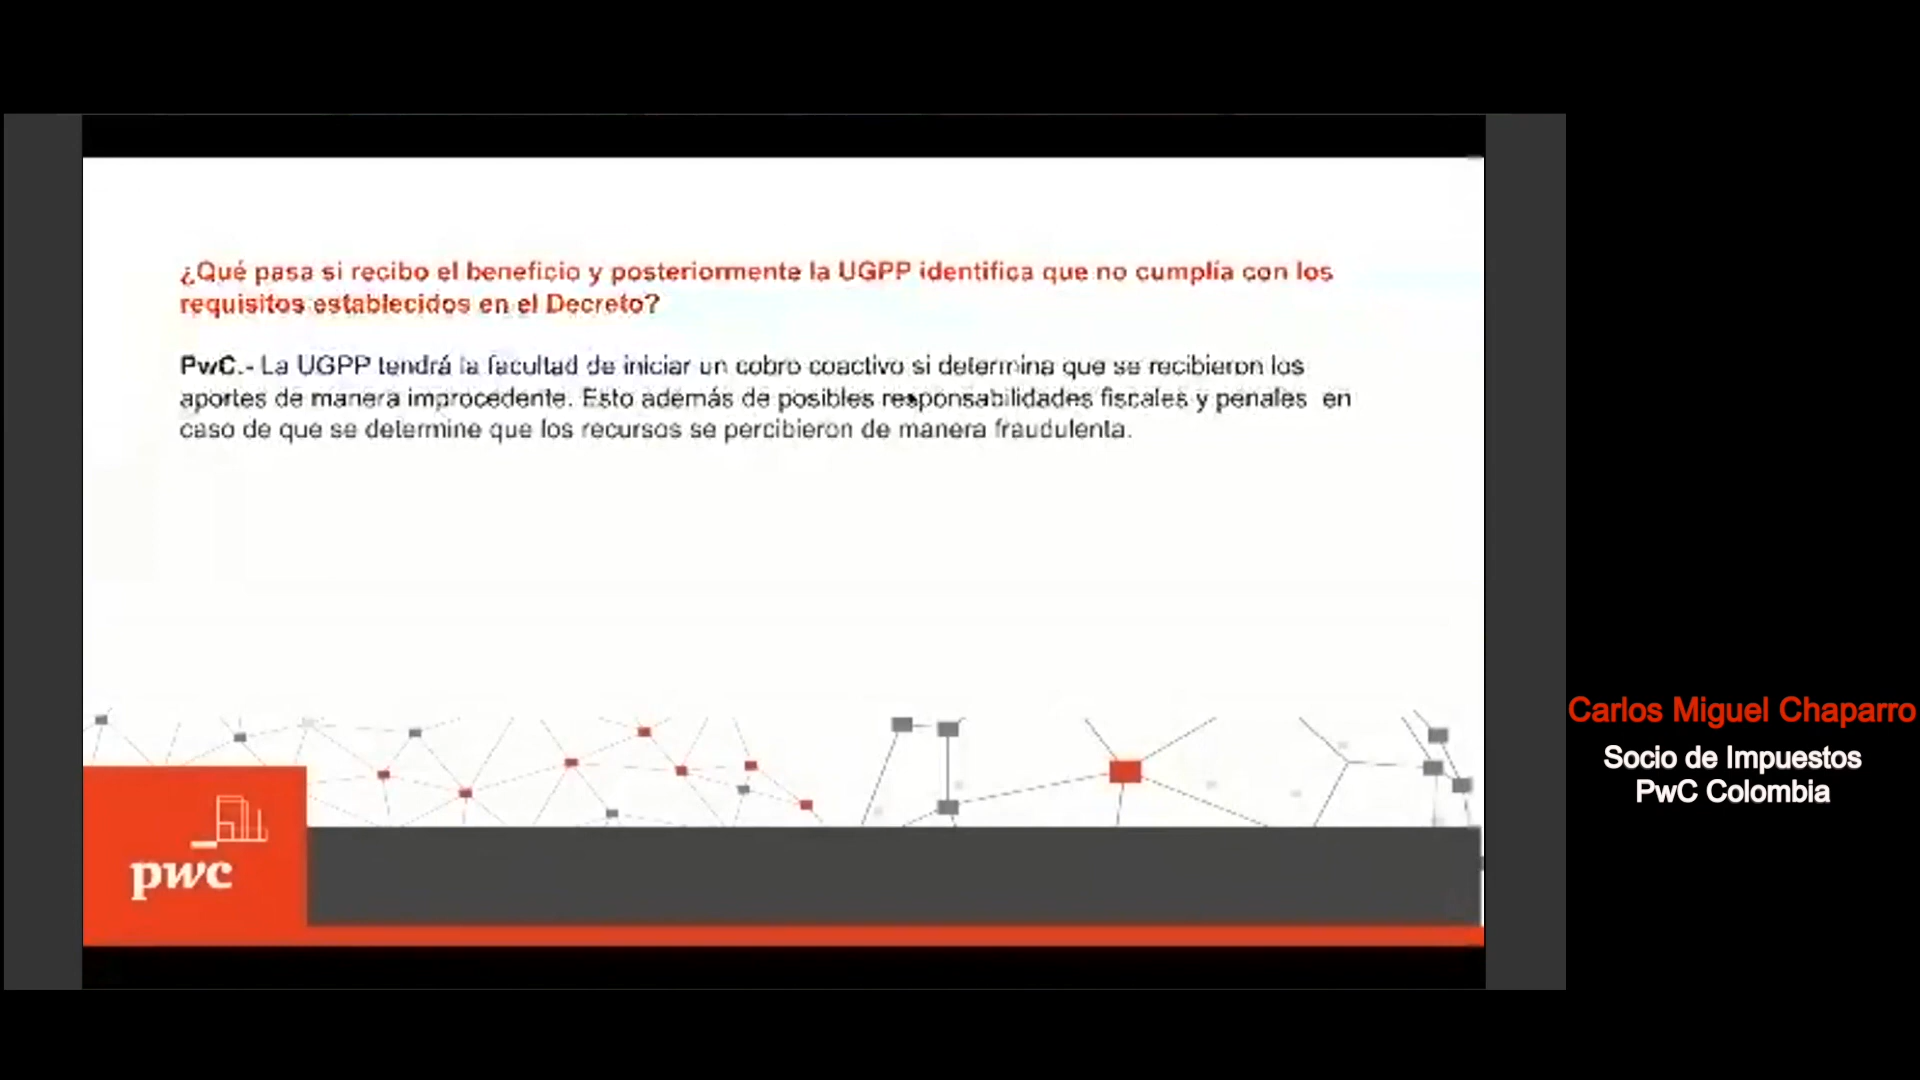 ¿Qué pasa si recibo el beneficio y posteriormente la UGPP identifica que no cumplía con los
requisitos establecidos en el Decreto?
PwC.- La UGPP tendrá la facultad de iniciar un cobro coactivo si determina que se recibieron los
aportes de manera improcedente. Esto además de posibles responsabilidades fiscales y penales en
caso de que se determine que los recursos se percibieron de manera fraudulenta.
pwc
Carlos Miguel Chaparro
Socio de Impuestos
PwC Colombia